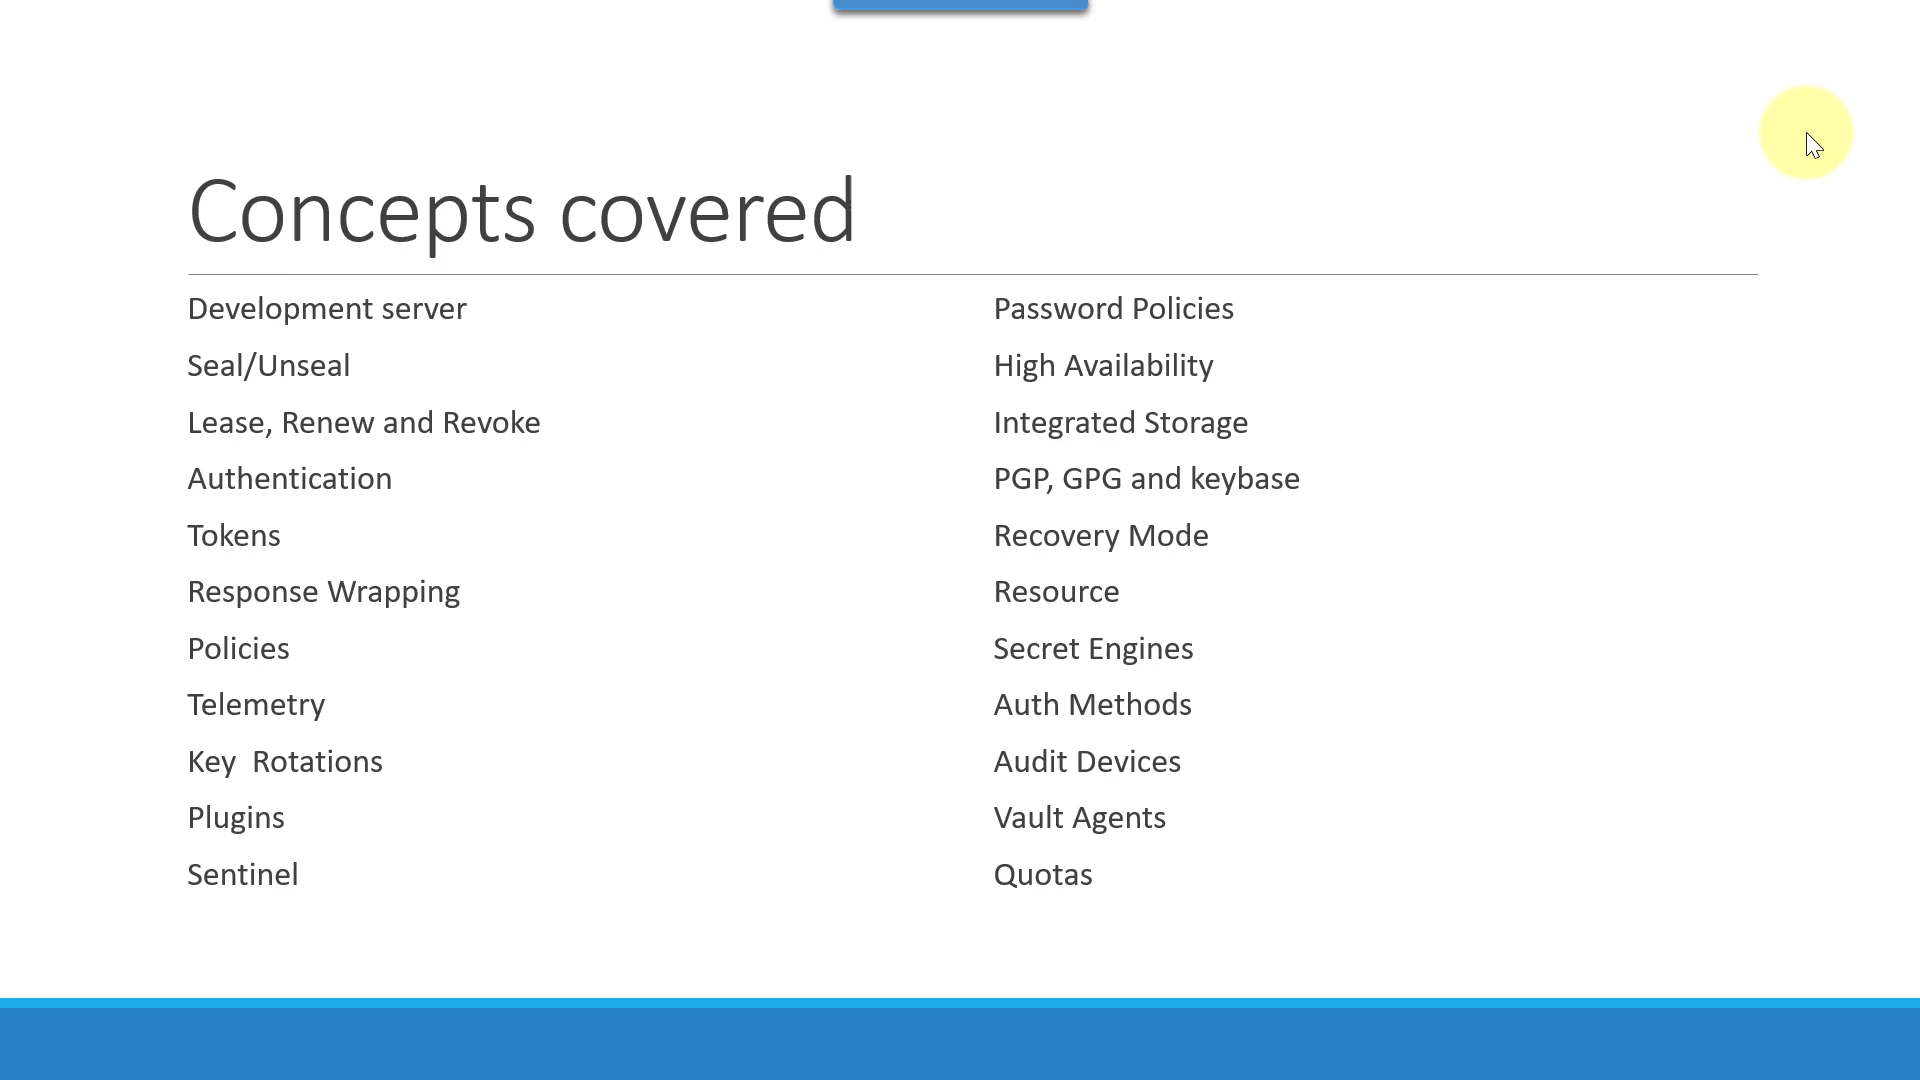 Concepts covered
Development server
Seal/Unseal
Lease, Renew and Revoke
Authentication
Tokens
Response Wrapping
Policies
Telemetry
Key  Rotations
Plugins
Sentinel
Password Policies
High Availability
Integrated Storage
PGP, GPG and keybase
Recovery Mode
Resource
Secret Engines
Auth Methods
Audit Devices
Vault Agents
Quotas